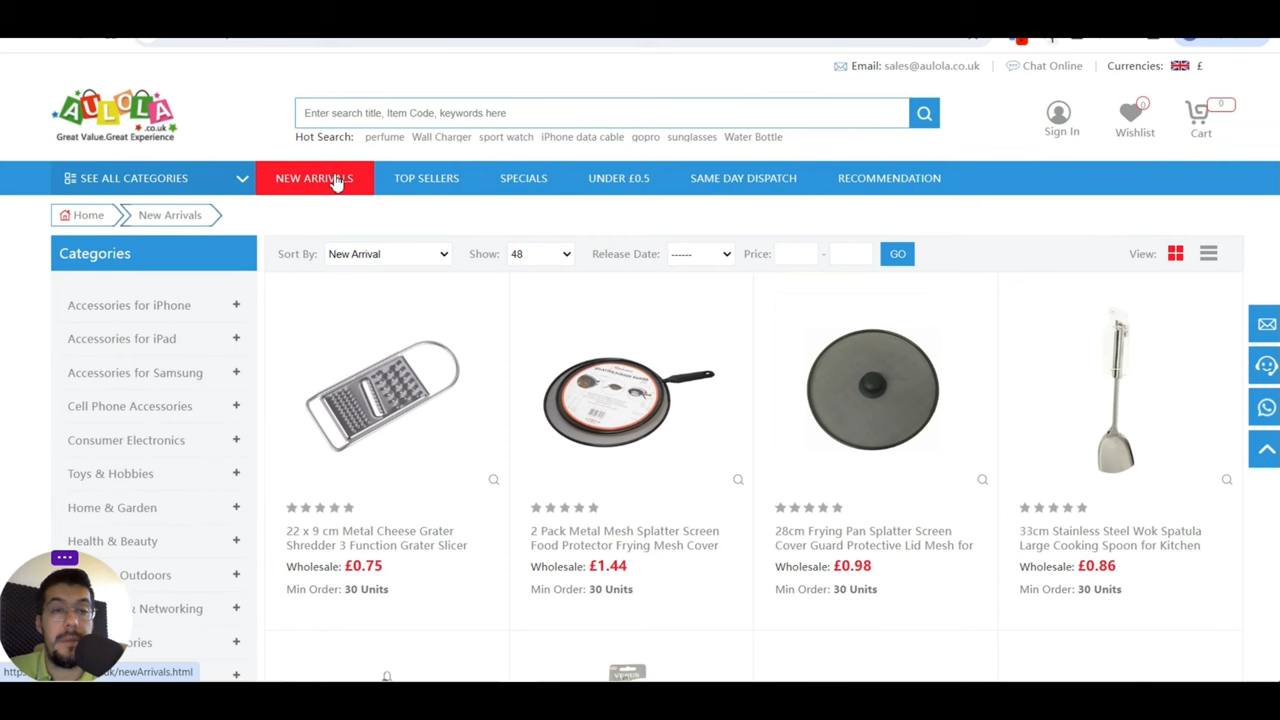 Email: sales@aulola.co.uk
Chat Online
Currencies: £
AULOLA
.co.uk
Great Value.Great Experience
Enter search title, Item Code, keywords here
Hot Search: perfume Wall Charger sport watch iPhone data cable gopro sunglasses Water Bottle
Sign In
0
Wishlist
0
Cart
SEE ALL CATEGORIES
NEW ARRIVALS
TOP SELLERS
SPECIALS
UNDER £0.5
SAME DAY DISPATCH
RECOMMENDATION
Home
New Arrivals
Categories
Sort By: New Arrival
Show: 48
Release Date: ------
Price: -
GO
View:
Accessories for iPhone +
Accessories for iPad +
Accessories for Samsung +
Cell Phone Accessories +
Consumer Electronics +
Toys & Hobbies +
Home & Garden +
Health & Beauty +
Outdoors +
& Networking +
ories +
+
22 x 9 cm Metal Cheese Grater
Shredder 3 Function Grater Slicer
Wholesale: £0.75
Min Order: 30 Units
2 Pack Metal Mesh Splatter Screen
Food Protector Frying Mesh Cover
Wholesale: £1.44
Min Order: 30 Units
28cm Frying Pan Splatter Screen
Cover Guard Protective Lid Mesh for
Wholesale: £0.98
Min Order: 30 Units
33cm Stainless Steel Wok Spatula
Large Cooking Spoon for Kitchen
Wholesale: £0.86
Min Order: 30 Units
http
k/newArrivals.html